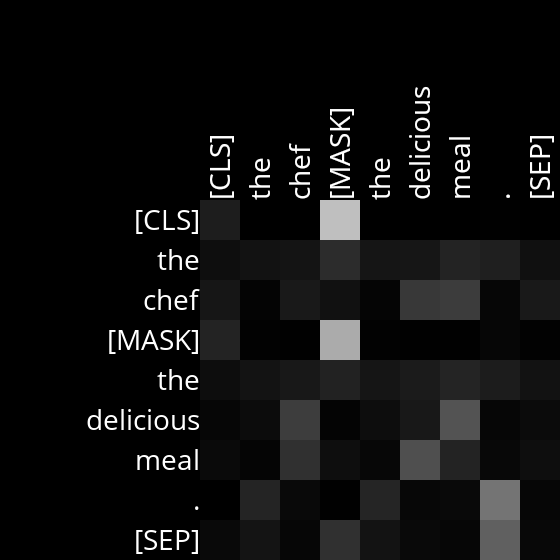 [CLS] the chef [MASK] the delicious meal . [SEP]
[CLS]
the
chef
[MASK]
the
delicious
meal
.
[SEP]